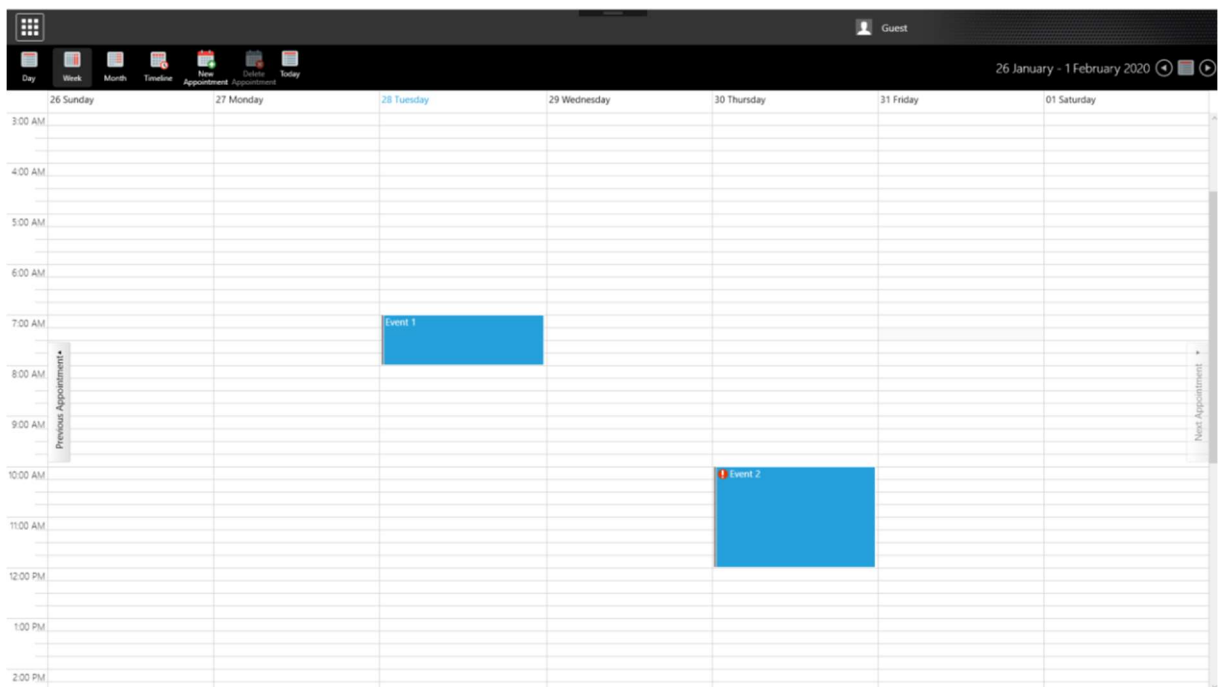 Guest
Day
Week
Month
Timeline
New Appointment
Delete Appointment
Today
26 January - 1 February 2020
26 Sunday
27 Monday
28 Tuesday
29 Wednesday
30 Thursday
31 Friday
01 Saturday
3:00 AM
4:00 AM
5:00 AM
6:00 AM
7:00 AM
Event 1
8:00 AM
Previous Appointment
Next Appointment
9:00 AM
10:00 AM
Event 2
11:00 AM
12:00 PM
1:00 PM
2:00 PM